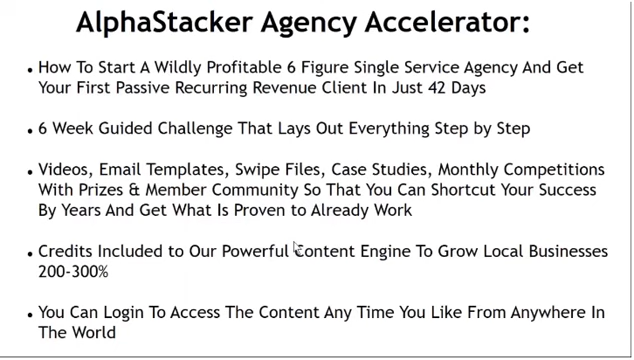 AlphaStacker Agency Accelerator:
• How To Start A Wildly Profitable 6 Figure Single Service Agency And Get
Your First Passive Recurring Revenue Client In Just 42 Days
• 6 Week Guided Challenge That Lays Out Everything Step by Step
• Videos, Email Templates, Swipe Files, Case Studies, Monthly Competitions
With Prizes & Member Community So That You Can Shortcut Your Success
By Years And Get What Is Proven to Already Work
• Credits Included to Our Powerful Content Engine To Grow Local Businesses
200-300%
• You Can Login To Access The Content Any Time You Like From Anywhere In
The World